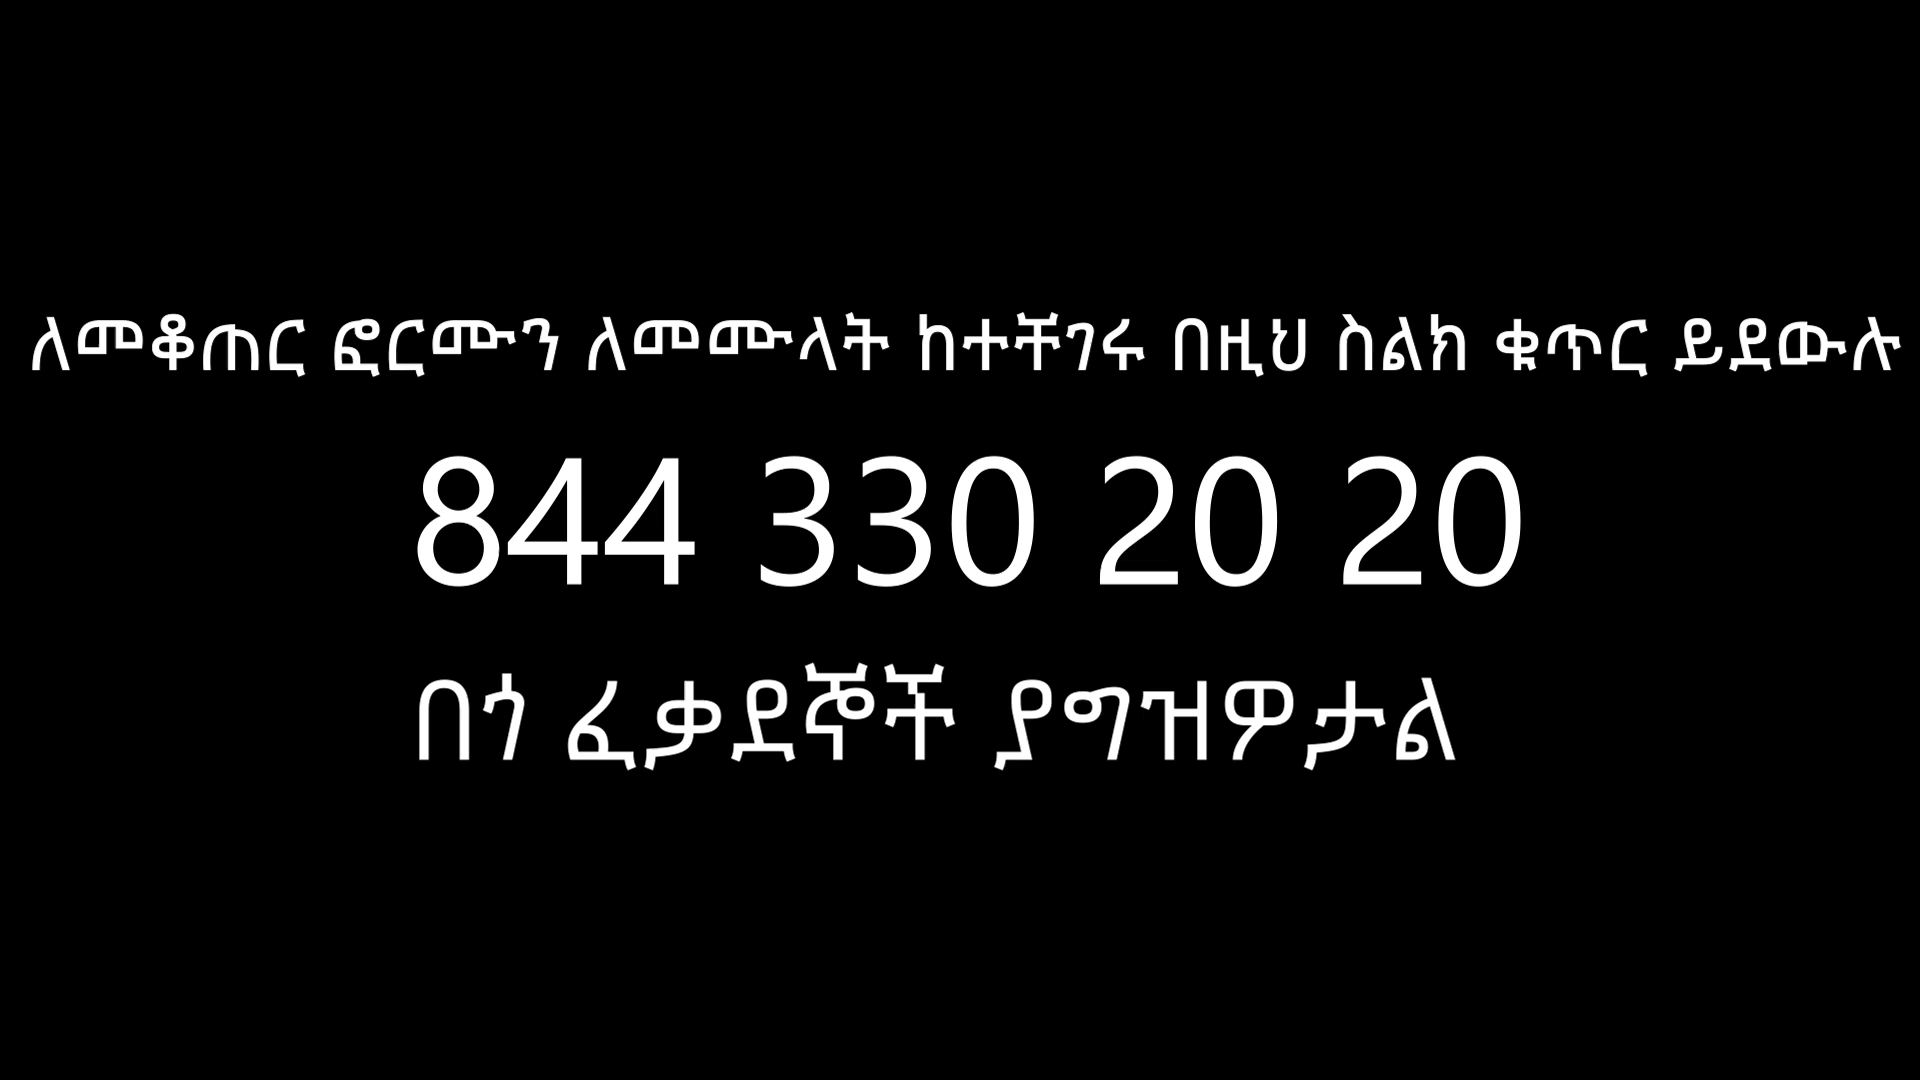 ለመቆጠር ፎርሙን ለመሙላት ከተቸገሩ በዚህ ስልክ ቁጥር ይደውሉ
844 330 20 20
በጎ ፈቃደኞች ያግዝዎታል